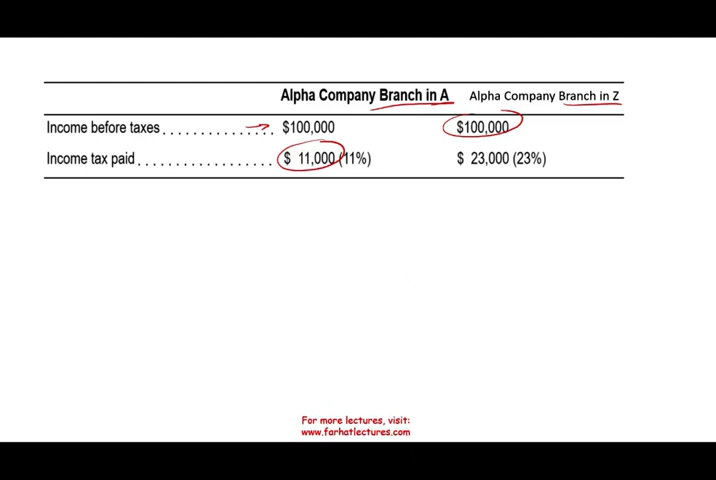 Alpha Company Branch in A Alpha Company Branch in Z
Income before taxes . . . . . . . . . . . . . . . $100,000 $100,000
Income tax paid . . . . . . . . . . . . . . . . . . $ 11,000 (11%) $ 23,000 (23%)
For more lectures, visit:
www.farhatlectures.com